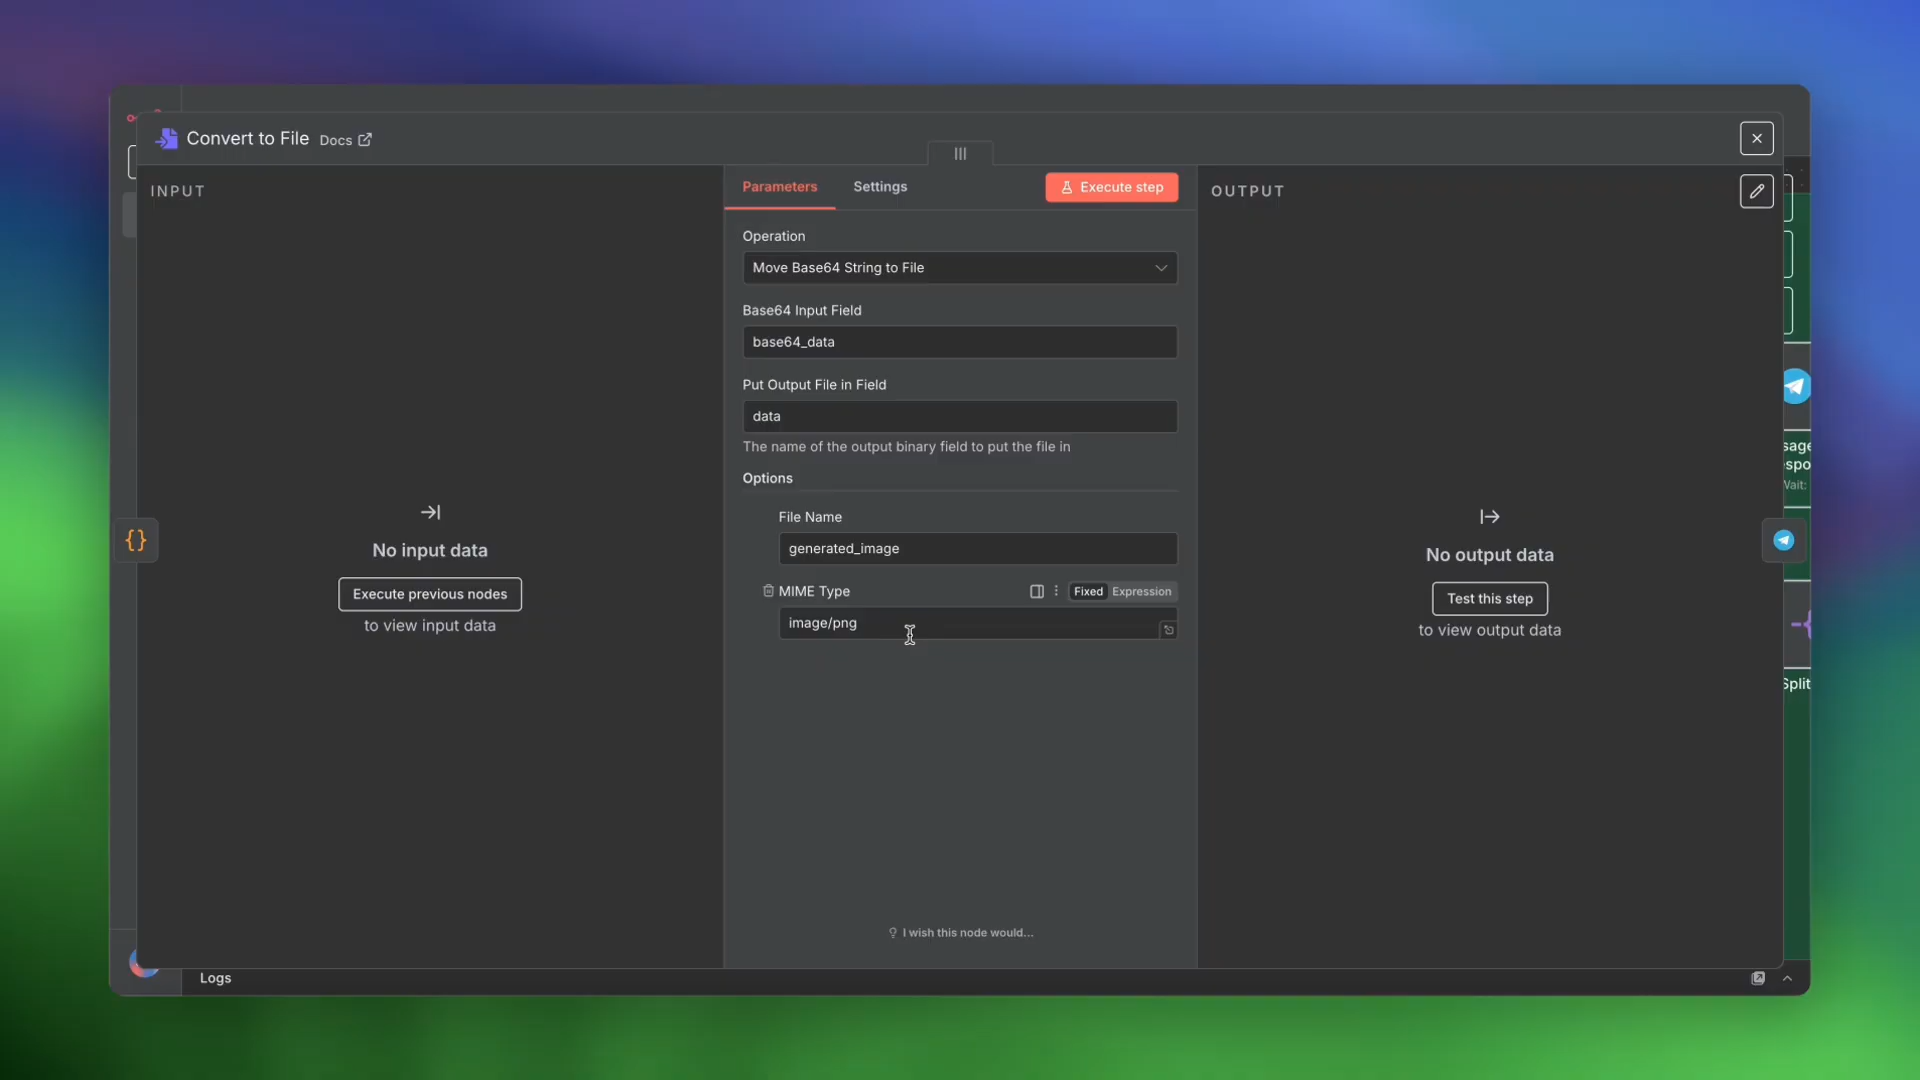 Convert to File Docs
INPUT
Parameters
Settings
Execute step
Operation
Move Base64 String to File
Base64 Input Field
base64_data
Put Output File in Field
data
The name of the output binary field to put the file in
Options
File Name
generated_image
MIME Type
Fixed Expression
image/png
I wish this node would...
No input data
Execute previous nodes
to view input data
OUTPUT
No output data
Test this step
to view output data
sage
spo
Wait:
Split
Logs